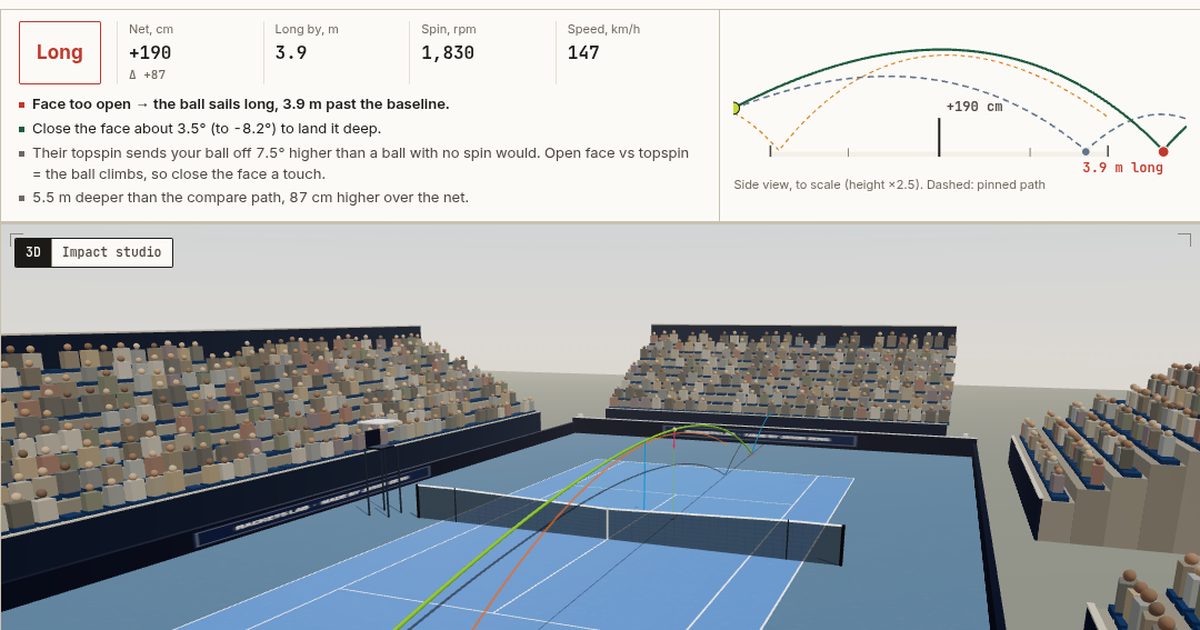 Long
Net, cm
+190
Δ +87
Long by, m
3.9
Spin, rpm
1,830
Speed, km/h
147
Face too open → the ball sails long, 3.9 m past the baseline.
Close the face about 3.5° (to -8.2°) to land it deep.
Their topspin sends your ball off 7.5° higher than a ball with no spin would. Open face vs topspin
= the ball climbs, so close the face a touch.
5.5 m deeper than the compare path, 87 cm higher over the net.
+190 cm
3.9 m long
Side view, to scale (height ×2.5). Dashed: pinned path
3D Impact studio